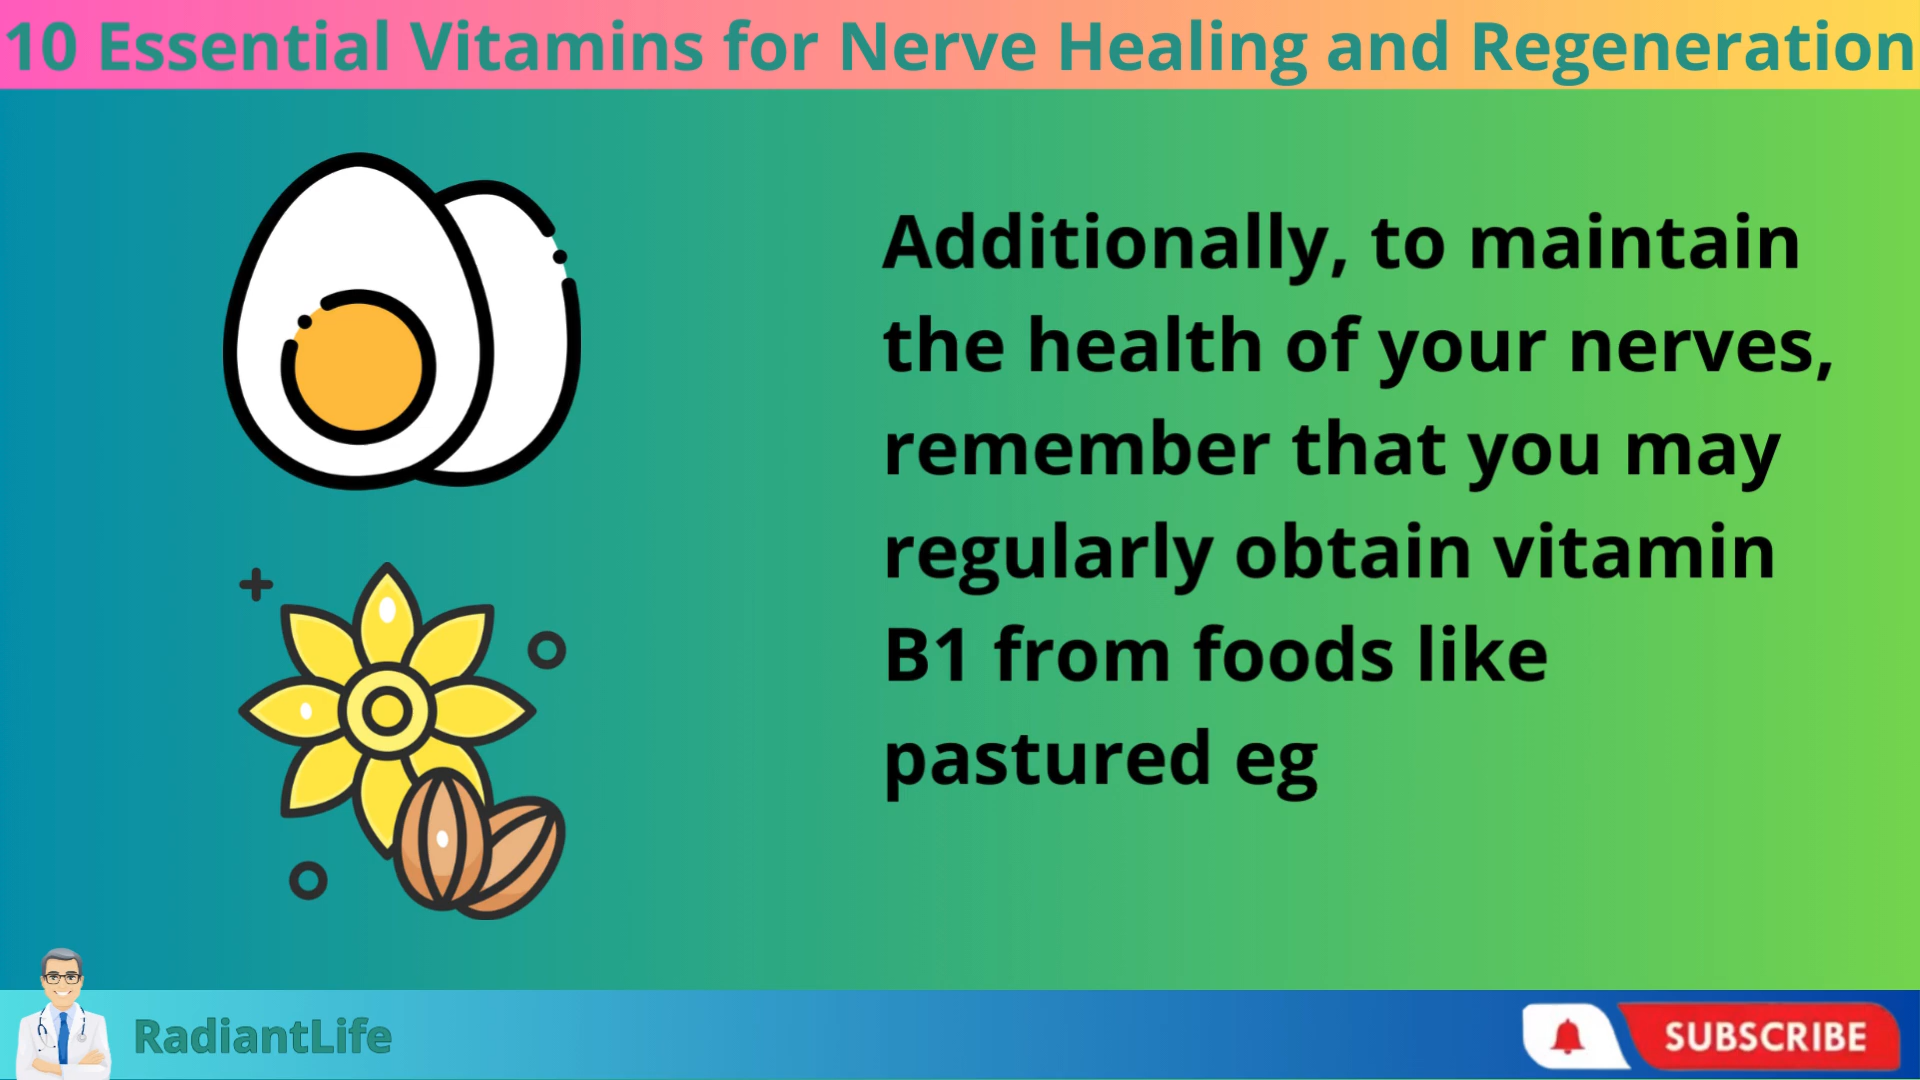 10 Essential Vitamins for Nerve Healing and Regeneration
Additionally, to maintain
the health of your nerves,
remember that you may
regularly obtain vitamin
B1 from foods like
pastured eg
RadiantLife
SUBSCRIBE